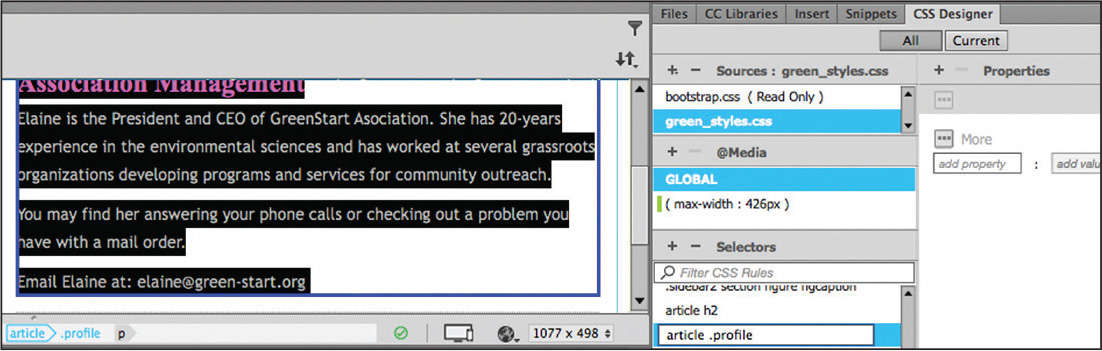 Association Management
Elaine is the President and CEO of GreenStart Asociation. She has 20-years
experience in the environmental sciences and has worked at several grassroots
organizations developing programs and services for community outreach.
You may find her answering your phone calls or checking out a problem you
have with a mail order.
Email Elaine at: elaine@green-start.org
article .profile p
1077 x 498
Files CC Libraries Insert Snippets CSS Designer
All Current
+ − Sources : green_styles.css
bootstrap.css ( Read Only )
green_styles.css
+ − @Media
GLOBAL
( max-width : 426px )
+ − Selectors
Filter CSS Rules
.sidebar2 section figure figcaption
article h2
article .profile
+ − Properties
More
add property : add valu